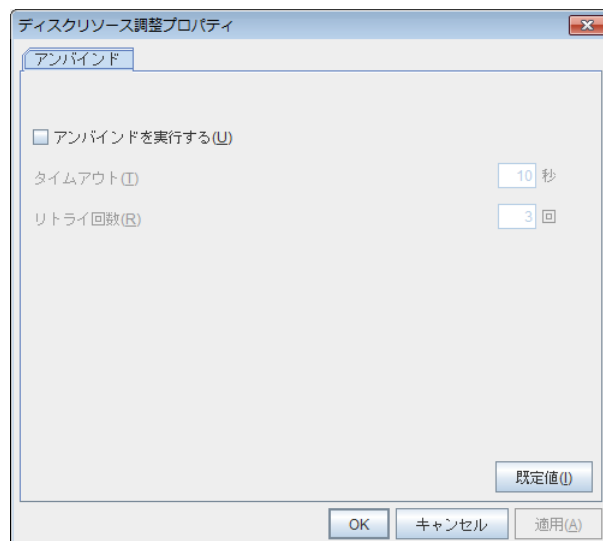 ディスクリソース調整プロパティ
アンバインド
アンバインドを実行する(U)
タイムアウト(T) 10 秒
リトライ回数(R) 3 回
既定値(I)
OK キャンセル 適用(A)